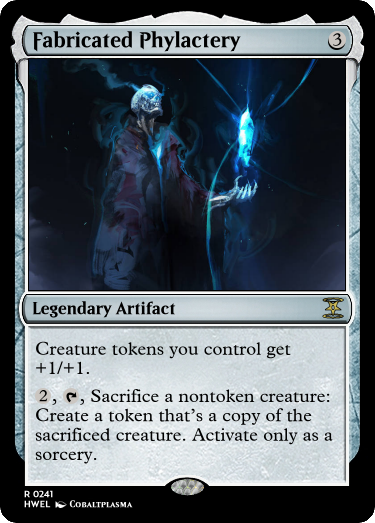 Fabricated Phylactery 3
Legendary Artifact
Creature tokens you control get
+1/+1.
2, , Sacrifice a nontoken creature:
Create a token that's a copy of the
sacrificed creature. Activate only as a
sorcery.
R 0241
HWEL Cobaltplasma